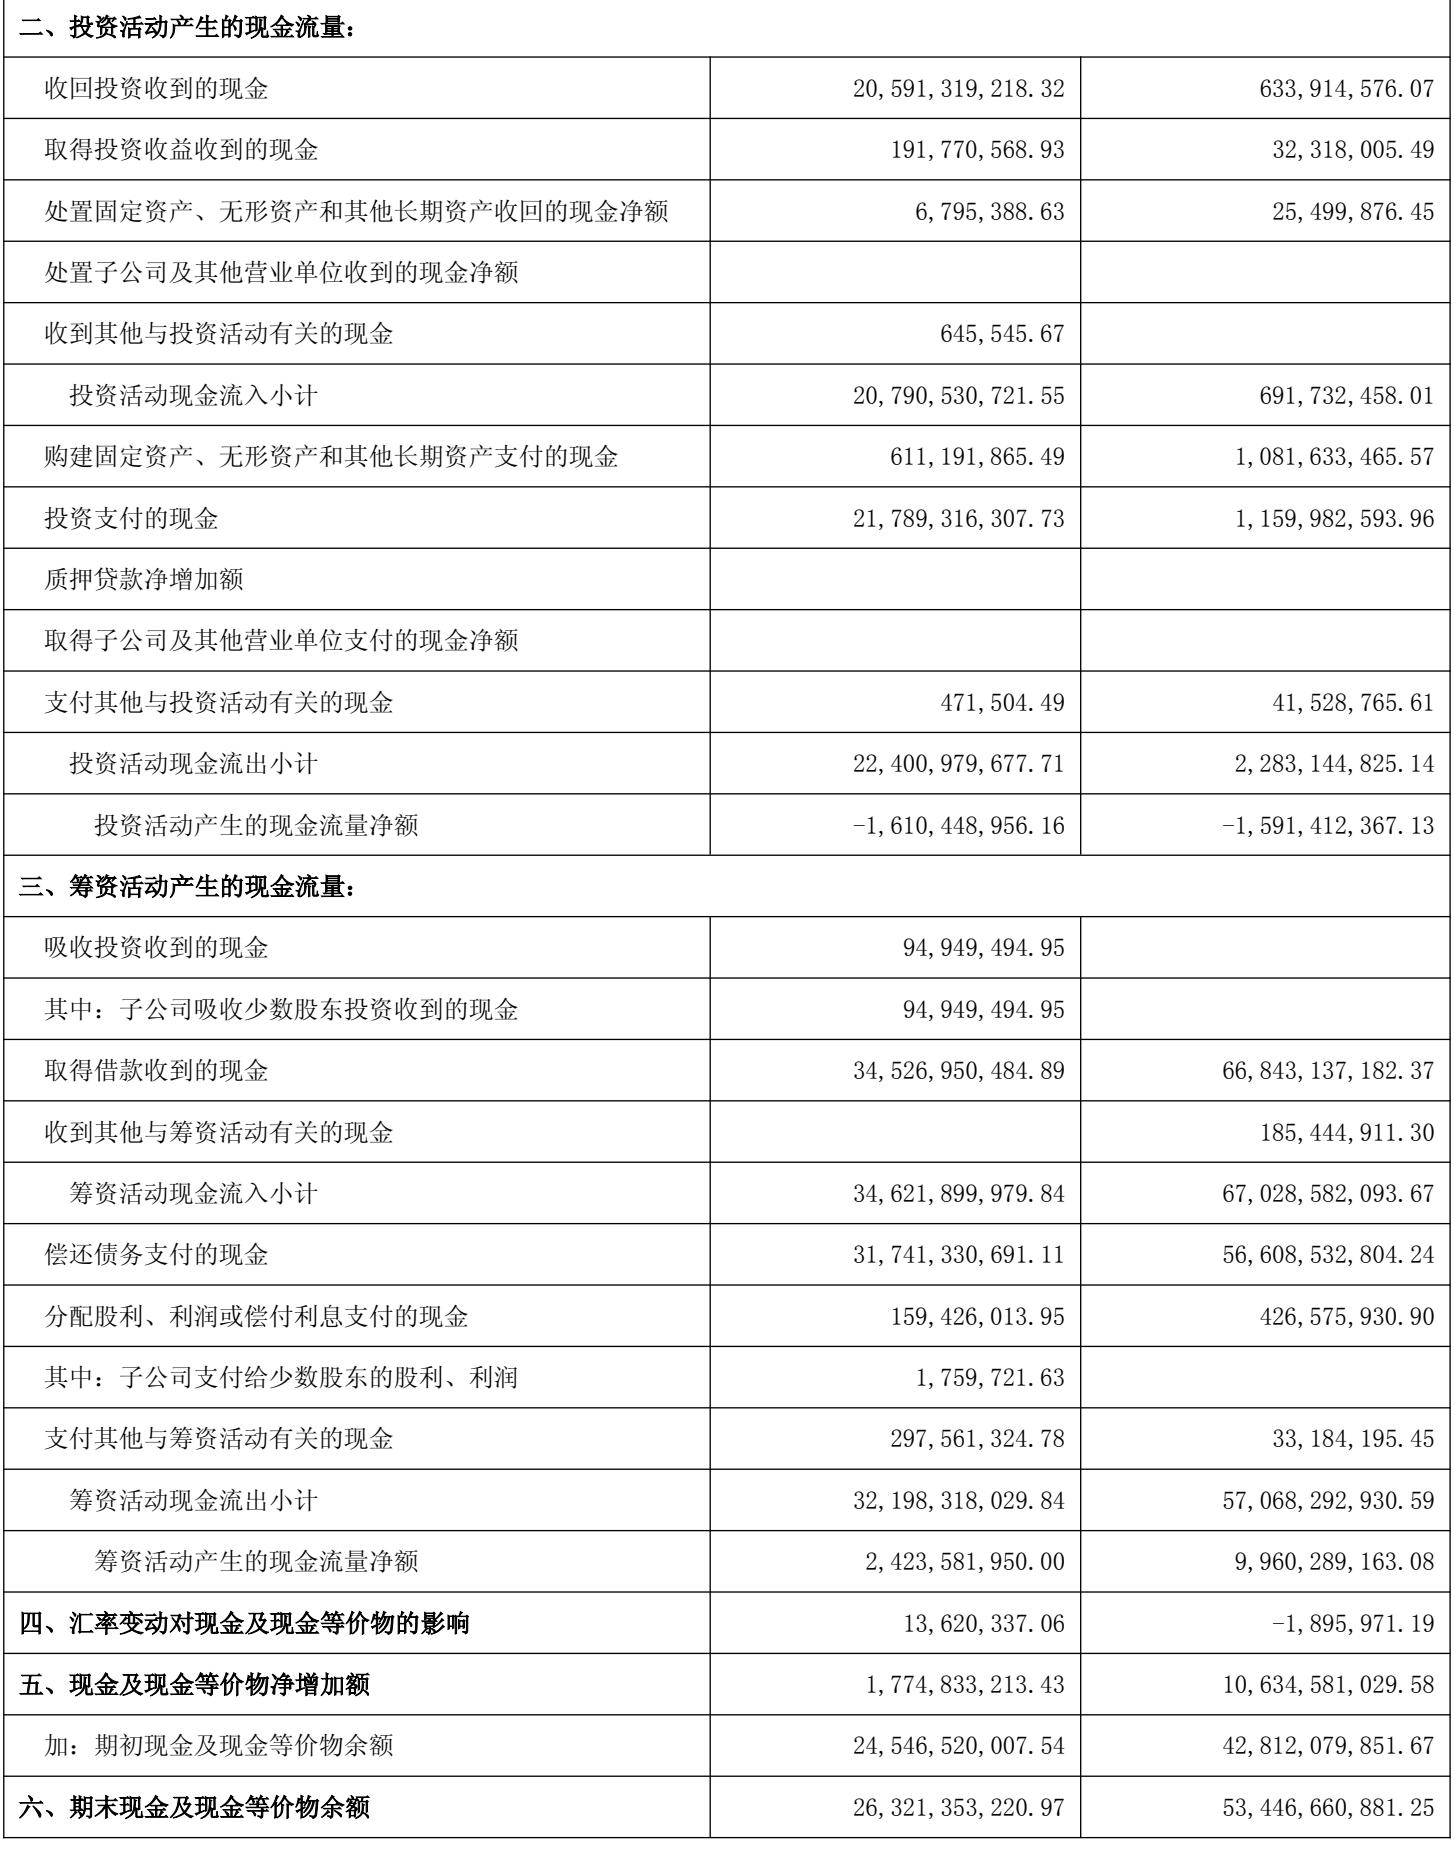 二、投资活动产生的现金流量：
收回投资收到的现金 20,591,319,218.32 633,914,576.07
取得投资收益收到的现金 191,770,568.93 32,318,005.49
处置固定资产、无形资产和其他长期资产收回的现金净额 6,795,388.63 25,499,876.45
处置子公司及其他营业单位收到的现金净额
收到其他与投资活动有关的现金 645,545.67
投资活动现金流入小计 20,790,530,721.55 691,732,458.01
购建固定资产、无形资产和其他长期资产支付的现金 611,191,865.49 1,081,633,465.57
投资支付的现金 21,789,316,307.73 1,159,982,593.96
质押贷款净增加额
取得子公司及其他营业单位支付的现金净额
支付其他与投资活动有关的现金 471,504.49 41,528,765.61
投资活动现金流出小计 22,400,979,677.71 2,283,144,825.14
投资活动产生的现金流量净额 -1,610,448,956.16 -1,591,412,367.13
三、筹资活动产生的现金流量：
吸收投资收到的现金 94,949,494.95
其中：子公司吸收少数股东投资收到的现金 94,949,494.95
取得借款收到的现金 34,526,950,484.89 66,843,137,182.37
收到其他与筹资活动有关的现金 185,444,911.30
筹资活动现金流入小计 34,621,899,979.84 67,028,582,093.67
偿还债务支付的现金 31,741,330,691.11 56,608,532,804.24
分配股利、利润或偿付利息支付的现金 159,426,013.95 426,575,930.90
其中：子公司支付给少数股东的股利、利润 1,759,721.63
支付其他与筹资活动有关的现金 297,561,324.78 33,184,195.45
筹资活动现金流出小计 32,198,318,029.84 57,068,292,930.59
筹资活动产生的现金流量净额 2,423,581,950.00 9,960,289,163.08
四、汇率变动对现金及现金等价物的影响 13,620,337.06 -1,895,971.19
五、现金及现金等价物净增加额 1,774,833,213.43 10,634,581,029.58
加：期初现金及现金等价物余额 24,546,520,007.54 42,812,079,851.67
六、期末现金及现金等价物余额 26,321,353,220.97 53,446,660,881.25